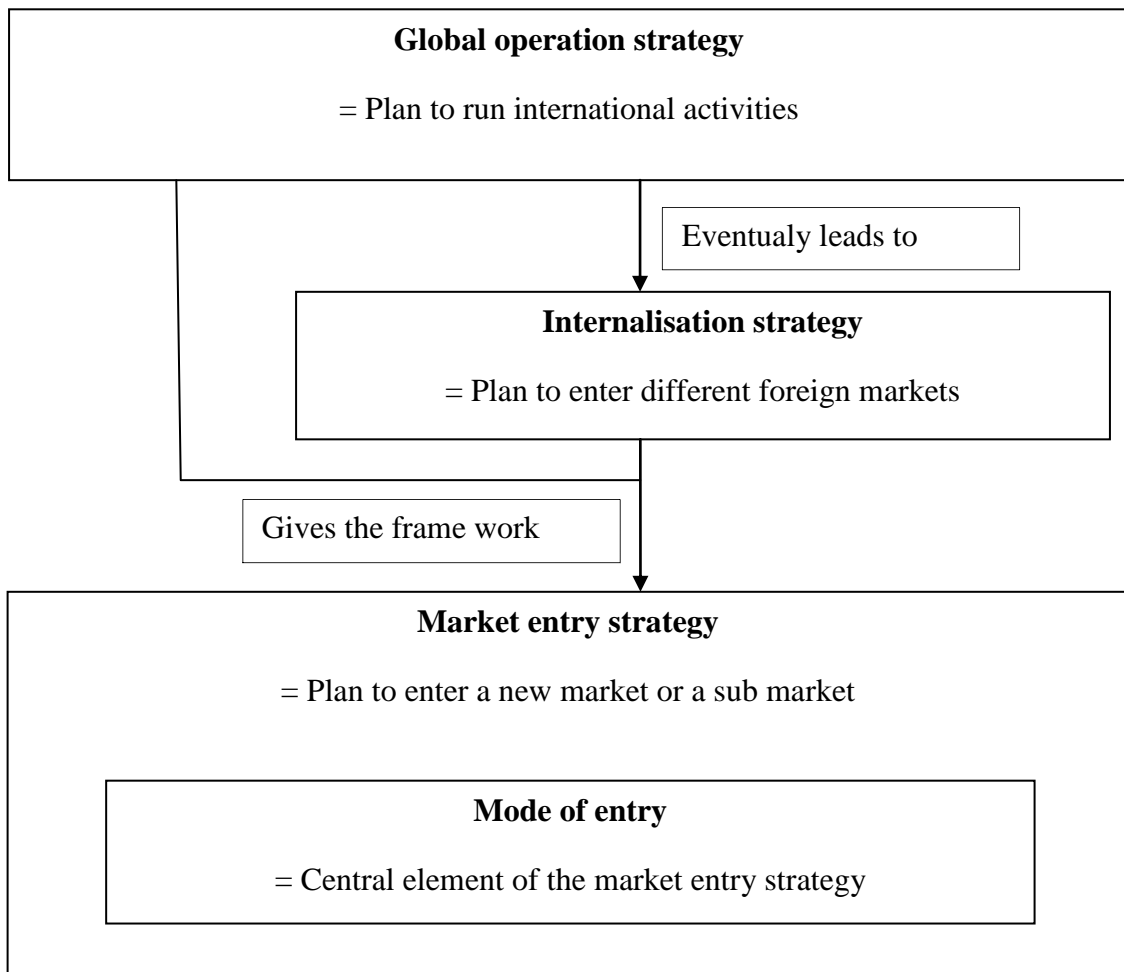 Global operation strategy
= Plan to run international activities
Eventualy leads to
Internalisation strategy
= Plan to enter different foreign markets
Gives the frame work
Market entry strategy
= Plan to enter a new market or a sub market
Mode of entry
= Central element of the market entry strategy